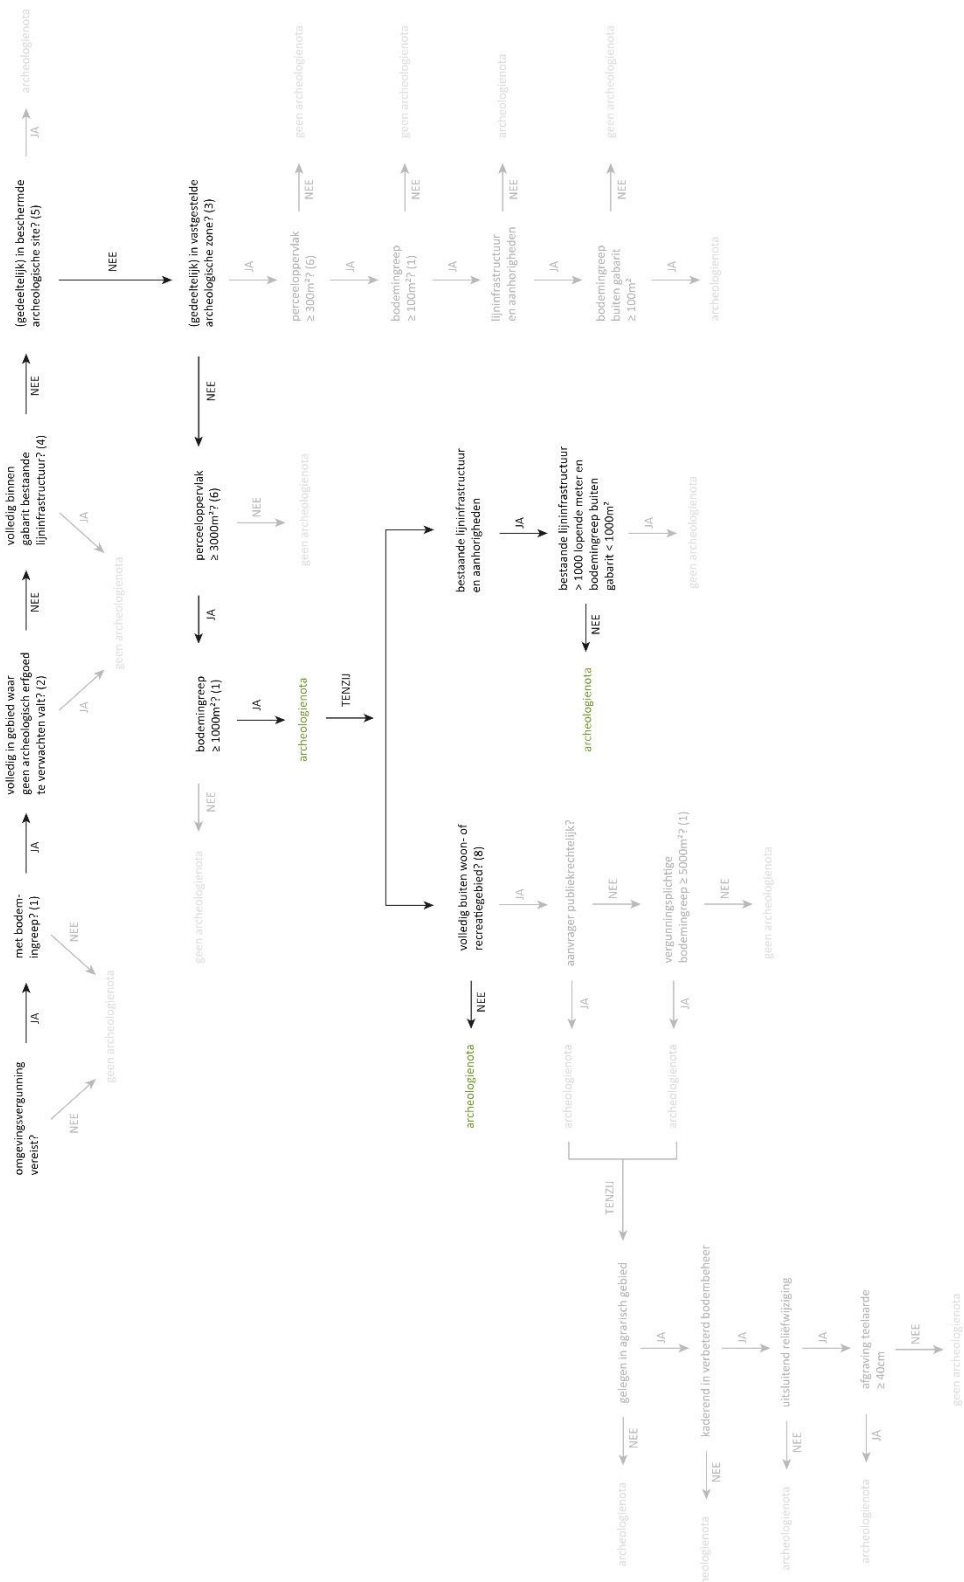 omgevingsvergunning
vereist?
JA
NEE
met bodem-
ingreep? (1)
JA
NEE
geen archeologienota
volledig in gebied waar
geen archeologisch erfgoed
te verwachten valt? (2)
NEE
JA
volledig binnen
gabarit bestaande
lijninfrastructuur? (4)
NEE
JA
geen archeologienota
(gedeeltelijk) in beschermde
archeologische site? (5)
JA
archeologienota
NEE
(gedeeltelijk) in vastgestelde
archeologische zone? (3)
JA
perceeloppervlak
≥ 300m²? (6)
NEE
geen archeologienota
JA
bodemingreep
≥ 100m²? (1)
NEE
geen archeologienota
JA
lijninfrastructuur
en aanhorigheden
NEE
archeologienota
JA
bodemingreep
buiten gabarit
≥ 100m²
NEE
geen archeologienota
JA
archeologienota
NEE
perceeloppervlak
≥ 3000m²? (6)
NEE
geen archeologienota
JA
bodemingreep
≥ 1000m²? (1)
NEE
geen archeologienota
JA
archeologienota
TENZIJ
bestaande lijninfrastructuur
en aanhorigheden
JA
bestaande lijninfrastructuur
> 1000 lopende meter en
bodemingreep buiten
gabarit < 1000m²
JA
geen archeologienota
NEE
archeologienota
volledig buiten woon- of
recreatiegebied? (8)
NEE
archeologienota
JA
aanvrager publiekrechtelijk?
JA
archeologienota
NEE
vergunningsplichtige
bodemingreep ≥ 5000m²? (1)
JA
archeologienota
NEE
geen archeologienota
TENZIJ
gelegen in agrarisch gebied
NEE
archeologienota
JA
kaderend in verbeterd bodembeheer
NEE
heologienota
JA
uitsluitend reliëfwijziging
NEE
archeologienota
JA
afgraving teelaarde
≥ 40cm
JA
archeologienota
NEE
geen archeologienota